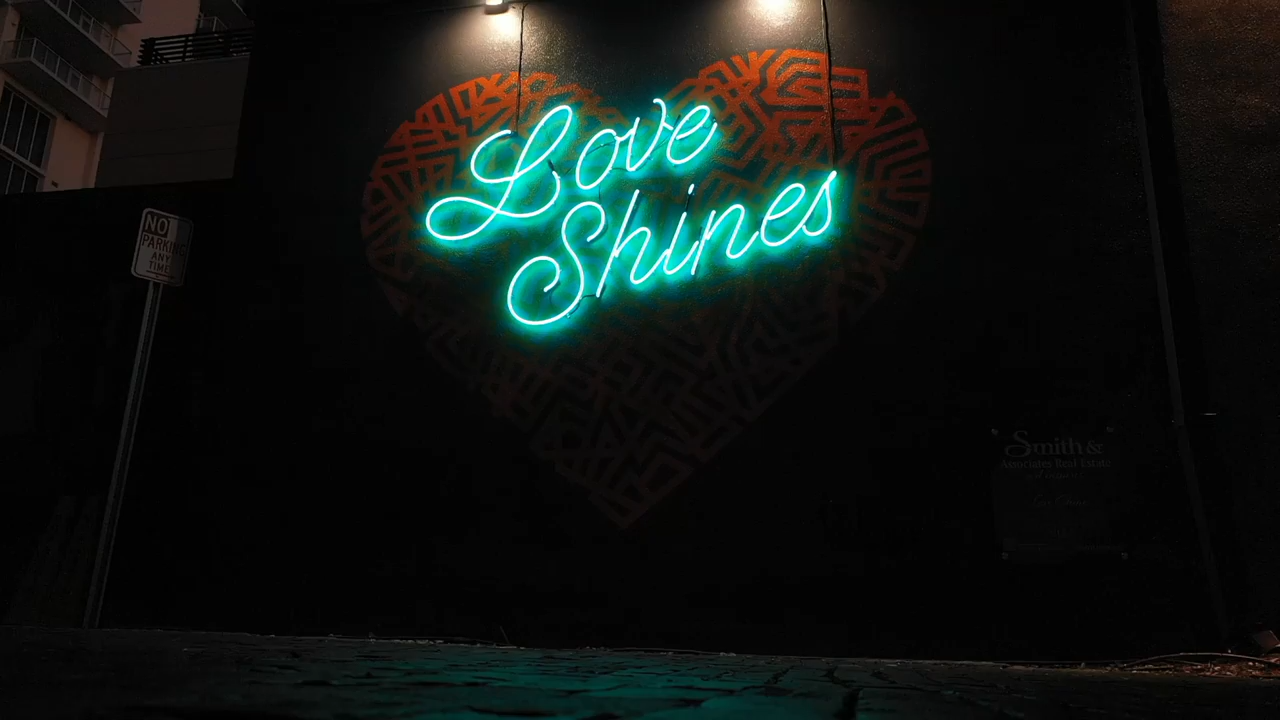 Love
Shines
NO
PARKING
ANY
TIME
Smith &
Associates Real Estate